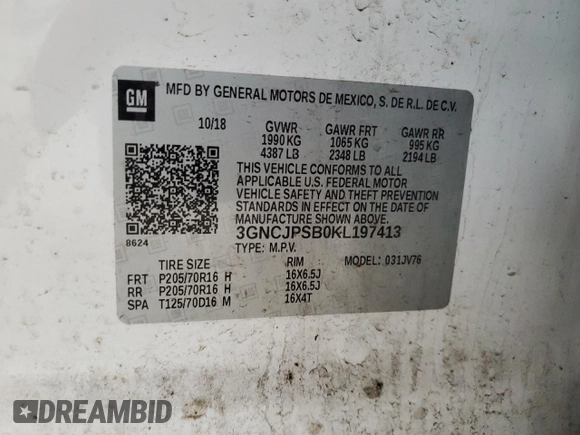 GM
MFD BY GENERAL MOTORS DE MEXICO, S. DE R.L. DE C.V.
10/18 GVWR GAWR FRT GAWR RR
1990 KG 1065 KG 995 KG
4387 LB 2348 LB 2194 LB
THIS VEHICLE CONFORMS TO ALL
APPLICABLE U.S. FEDERAL MOTOR
VEHICLE SAFETY AND THEFT PREVENTION
STANDARDS IN EFFECT ON THE DATE OF
MANUFACTURE SHOWN ABOVE.
3GNCJPSB0KL197413
8624
TYPE: M.P.V.
TIRE SIZE RIM MODEL: 031JV76
FRT P205/70R16 H 16X6.5J
RR P205/70R16 H 16X6.5J
SPA T125/70D16 M 16X4T
DREAMBID